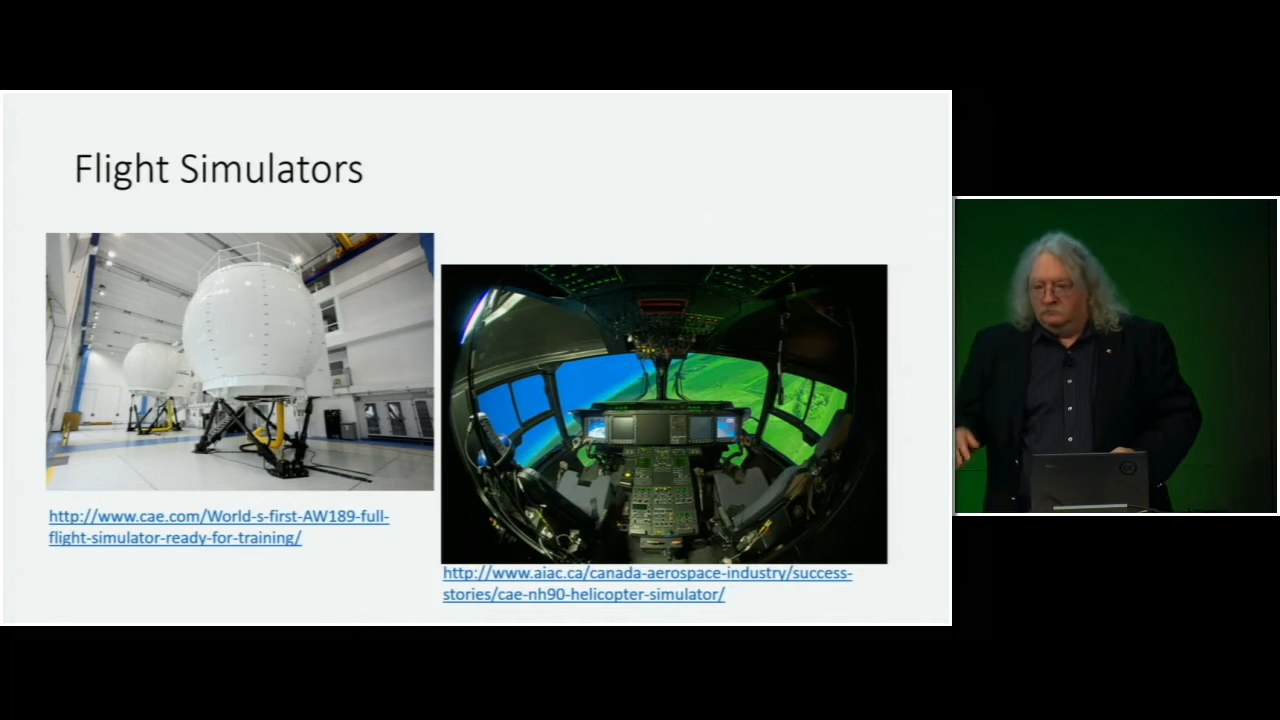 Flight Simulators
http://www.cae.com/World-s-first-AW189-full-
flight-simulator-ready-for-training/
http://www.aiac.ca/canada-aerospace-industry/success-
stories/cae-nh90-helicopter-simulator/